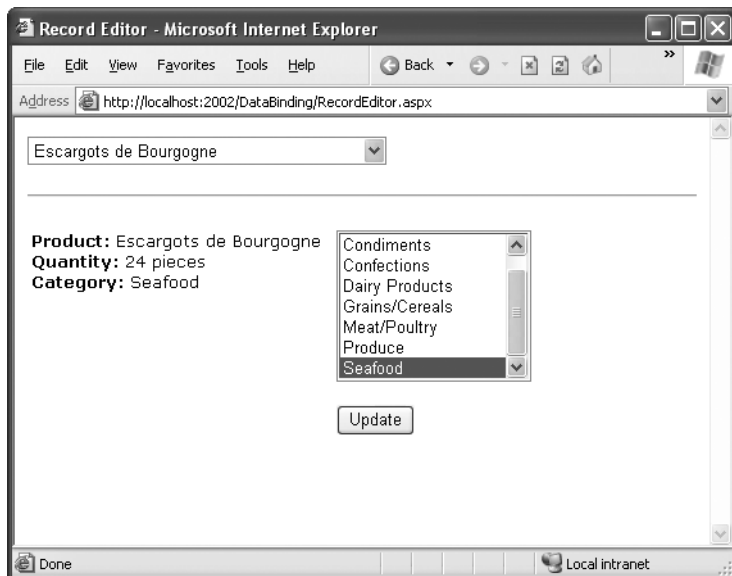 Record Editor - Microsoft Internet Explorer
File Edit View Favorites Tools Help Back »
Address http://localhost:2002/DataBinding/RecordEditor.aspx
Escargots de Bourgogne
Product: Escargots de Bourgogne
Quantity: 24 pieces
Category: Seafood
Condiments
Confections
Dairy Products
Grains/Cereals
Meat/Poultry
Produce
Seafood
Update
Done Local intranet